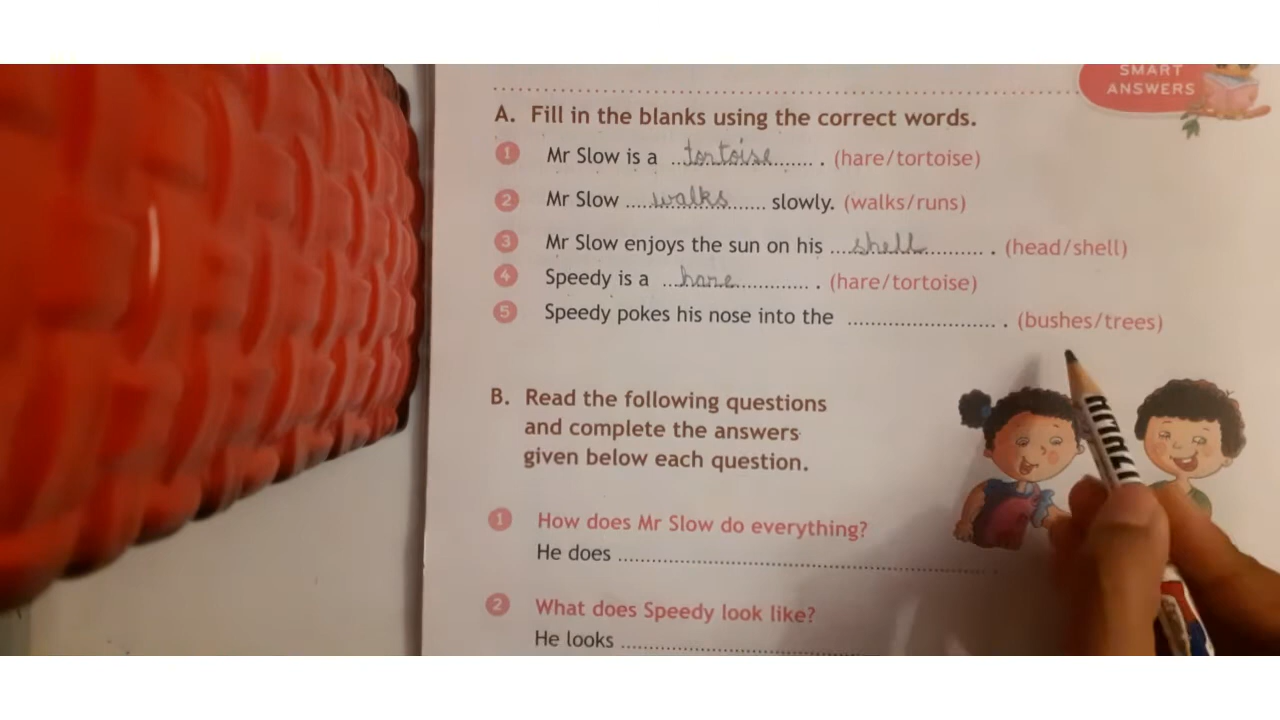 SMART
ANSWERS
A. Fill in the blanks using the correct words.
1 Mr Slow is a ...tortoise....... . (hare/tortoise)
2 Mr Slow ....walks....... slowly. (walks/runs)
3 Mr Slow enjoys the sun on his ...shell............ . (head/shell)
4 Speedy is a ...hare.............. . (hare/tortoise)
5 Speedy pokes his nose into the .......................... . (bushes/trees)
B. Read the following questions
and complete the answers
given below each question.
1 How does Mr Slow do everything?
He does ................................................................
2 What does Speedy look like?
He looks ..........................................